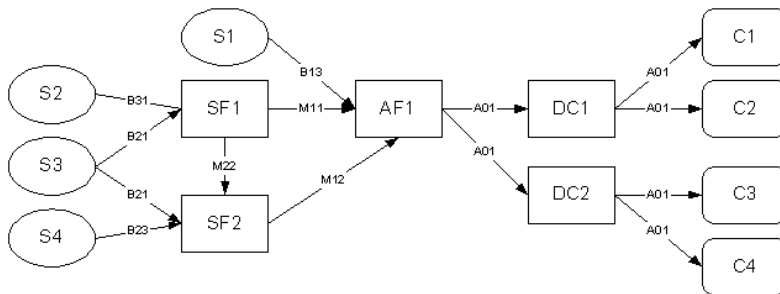 S1
C1
B13
A01
S2
B31
SF1
M11
AF1
A01
DC1
A01
C2
B21
A01
S3
M22
B21
M12
DC2
A01
C3
S4
B23
SF2
A01
C4